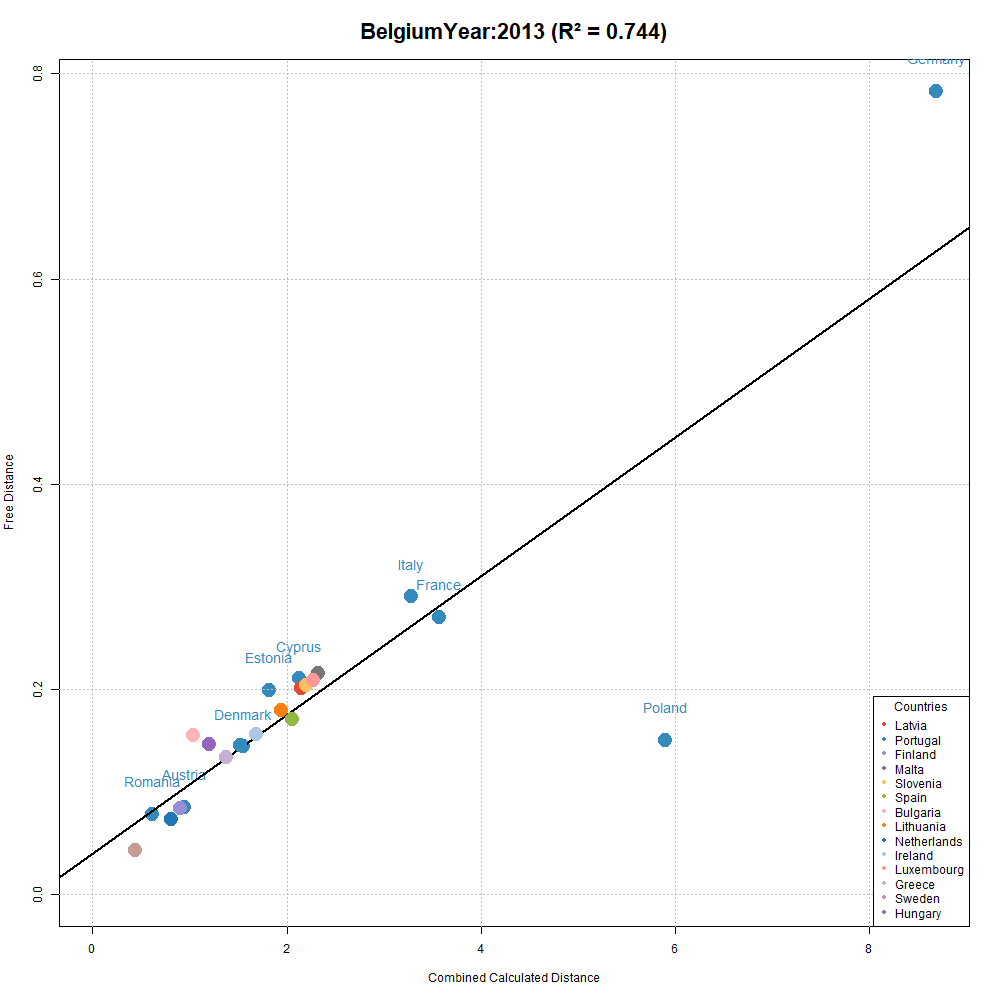 BelgiumYear:2013 (R² = 0.744)
Germany
0.8
0.6
0.4
0.2
0.0
Free Distance
Italy
France
Cyprus
Estonia
Denmark
Poland
Austria
Romania
Countries
Latvia
Portugal
Finland
Malta
Slovenia
Spain
Bulgaria
Lithuania
Netherlands
Ireland
Luxembourg
Greece
Sweden
Hungary
0 2 4 6 8
Combined Calculated Distance